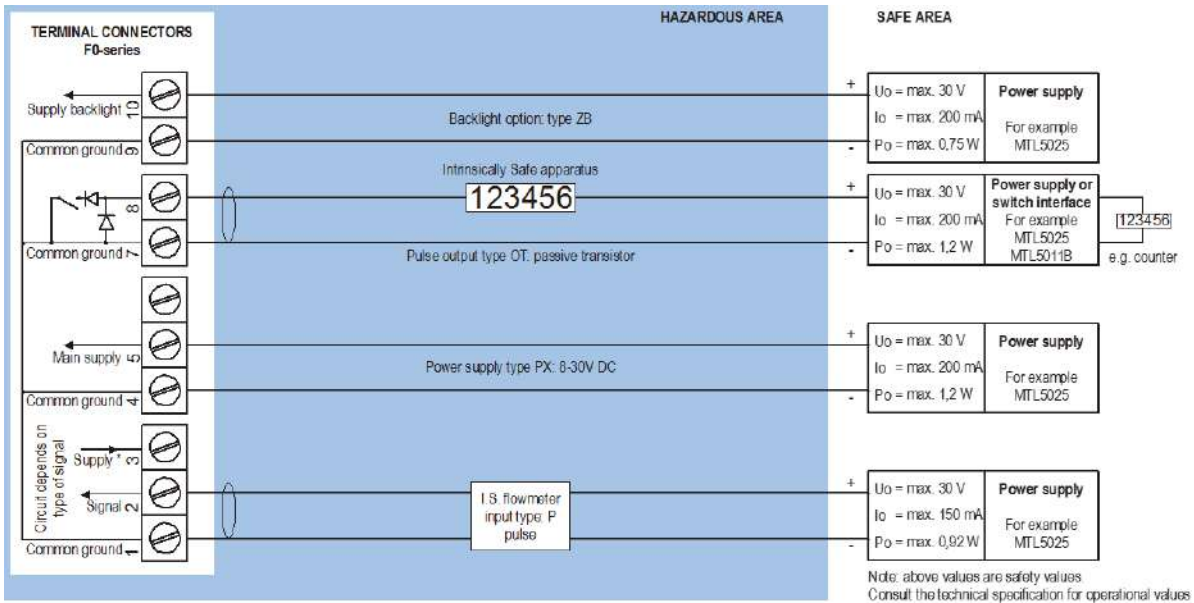 HAZARDOUS AREA
SAFE AREA
TERMINAL CONNECTORS
F0-series
Supply backlight 10
Common ground 9
Backlight option: type ZB
+
-
Uo = max. 30 V
Io = max. 200 mA
Po = max. 0,75 W
Power supply
For example
MTL5025
8
Common ground 7
Intrinsically Safe apparatus
123456
Pulse output type OT: passive transistor
+
-
Uo = max. 30 V
Io = max. 200 mA
Po = max. 1,2 W
Power supply or
switch interface
For example
MTL5025
MTL5011B
123456
e.g. counter
Main supply 5
Common ground 4
Power supply type PX: 8-30V DC
+
-
Uo = max. 30 V
Io = max. 200 mA
Po = max. 1,2 W
Power supply
For example
MTL5025
Circuit depends on
type of signal
Supply * 3
Signal 2
Common ground 1
I.S. flowmeter
input type: P
pulse
+
-
Uo = max. 30 V
Io = max. 150 mA
Po = max. 0,92 W
Power supply
For example
MTL5025
Note: above values are safety values
Consult the technical specification for operational values